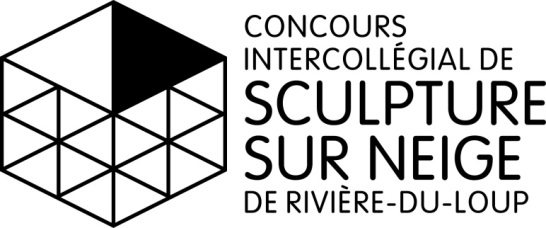 CONCOURS
INTERCOLLÉGIAL DE
SCULPTURE
SUR NEIGE
DE RIVIÈRE-DU-LOUP